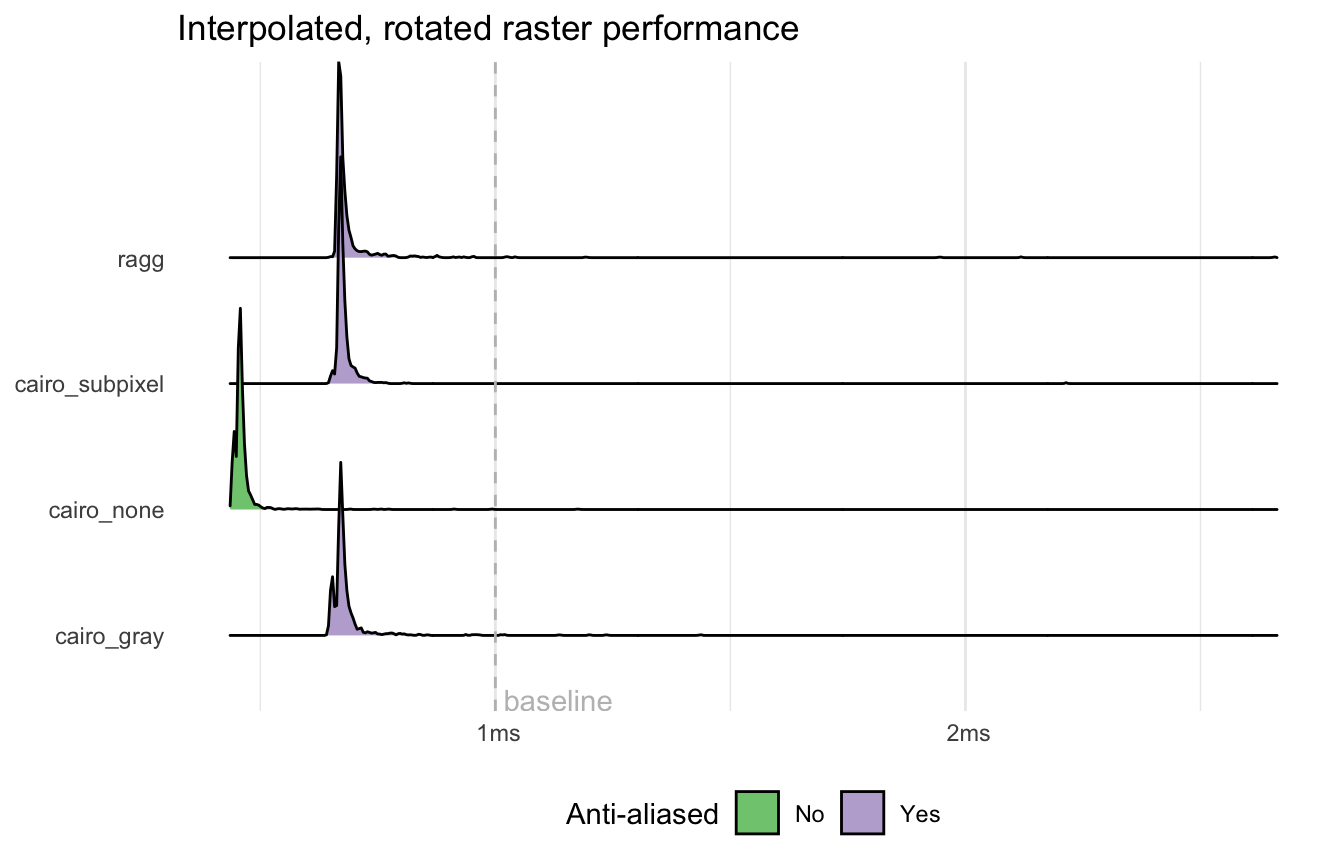 Interpolated, rotated raster performance
ragg
cairo_subpixel
cairo_none
cairo_gray
baseline
1ms
2ms
Anti-aliased No Yes